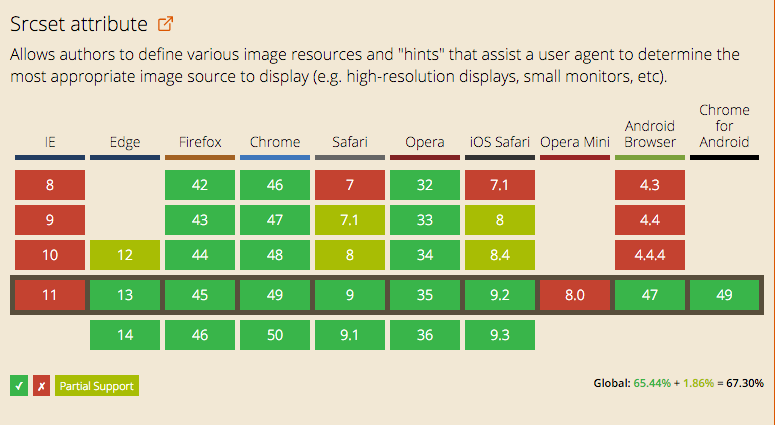 Srcset attribute
Allows authors to define various image resources and "hints" that assist a user agent to determine the
most appropriate image source to display (e.g. high-resolution displays, small monitors, etc).
IE Edge Firefox Chrome Safari Opera iOS Safari Opera Mini Android Browser Chrome for Android
8 42 46 7 32 7.1 4.3
9 43 47 7.1 33 8 4.4
10 12 44 48 8 34 8.4 4.4.4
11 13 45 49 9 35 9.2 8.0 47 49
14 46 50 9.1 36 9.3
✓ ✗ Partial Support Global: 65.44% + 1.86% = 67.30%